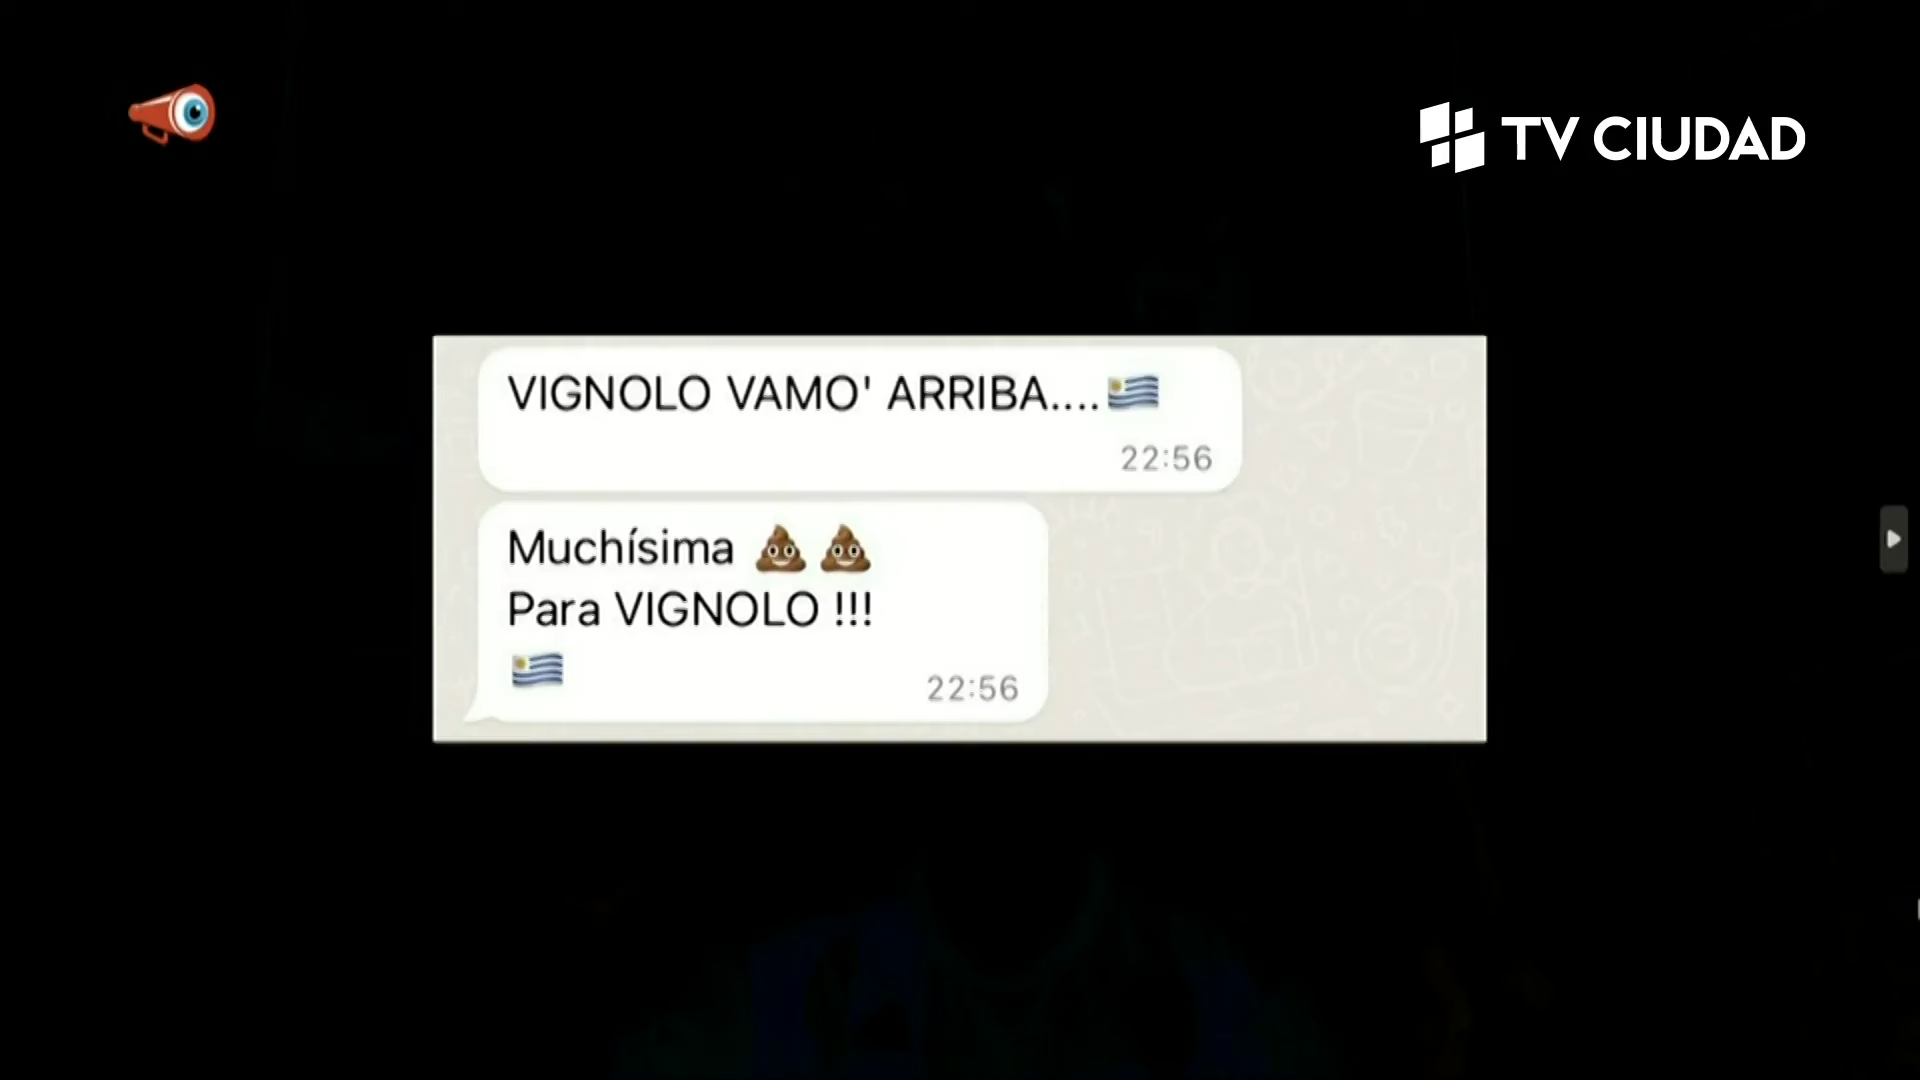 TV CIUDAD
VIGNOLO VAMO' ARRIBA....🇺🇾
22:56
Muchísima 💩 💩
Para VIGNOLO !!!
🇺🇾
22:56